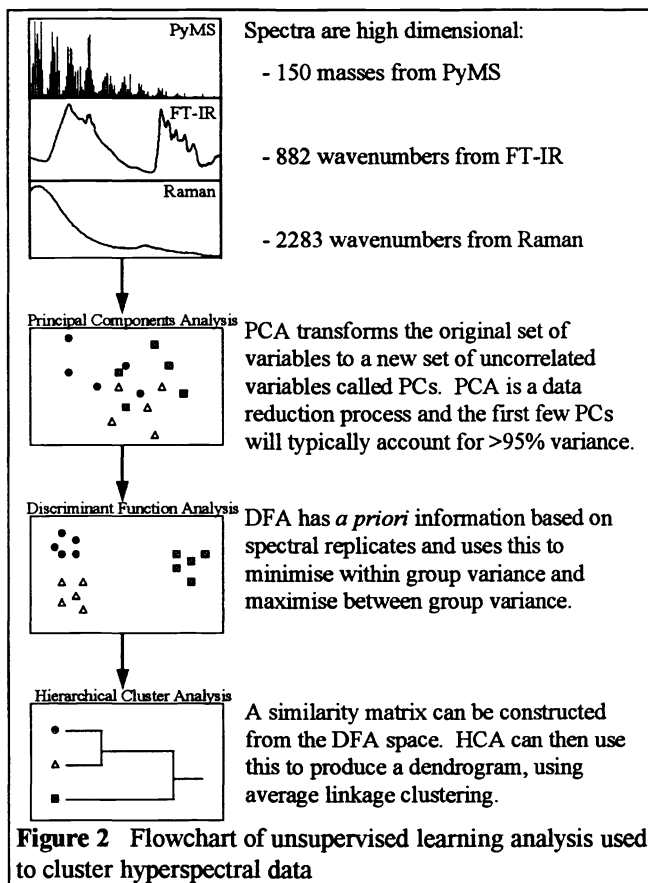 PyMS
Spectra are high dimensional:
- 150 masses from PyMS
FT-IR
- 882 wavenumbers from FT-IR
Raman
- 2283 wavenumbers from Raman
Principal Components Analysis
PCA transforms the original set of
variables to a new set of uncorrelated
variables called PCs. PCA is a data
reduction process and the first few PCs
will typically account for >95% variance.
Discriminant Function Analysis
DFA has a priori information based on
spectral replicates and uses this to
minimise within group variance and
maximise between group variance.
Hierarchical Cluster Analysis
A similarity matrix can be constructed
from the DFA space. HCA can then use
this to produce a dendrogram, using
average linkage clustering.
Figure 2 Flowchart of unsupervised learning analysis used
to cluster hyperspectral data